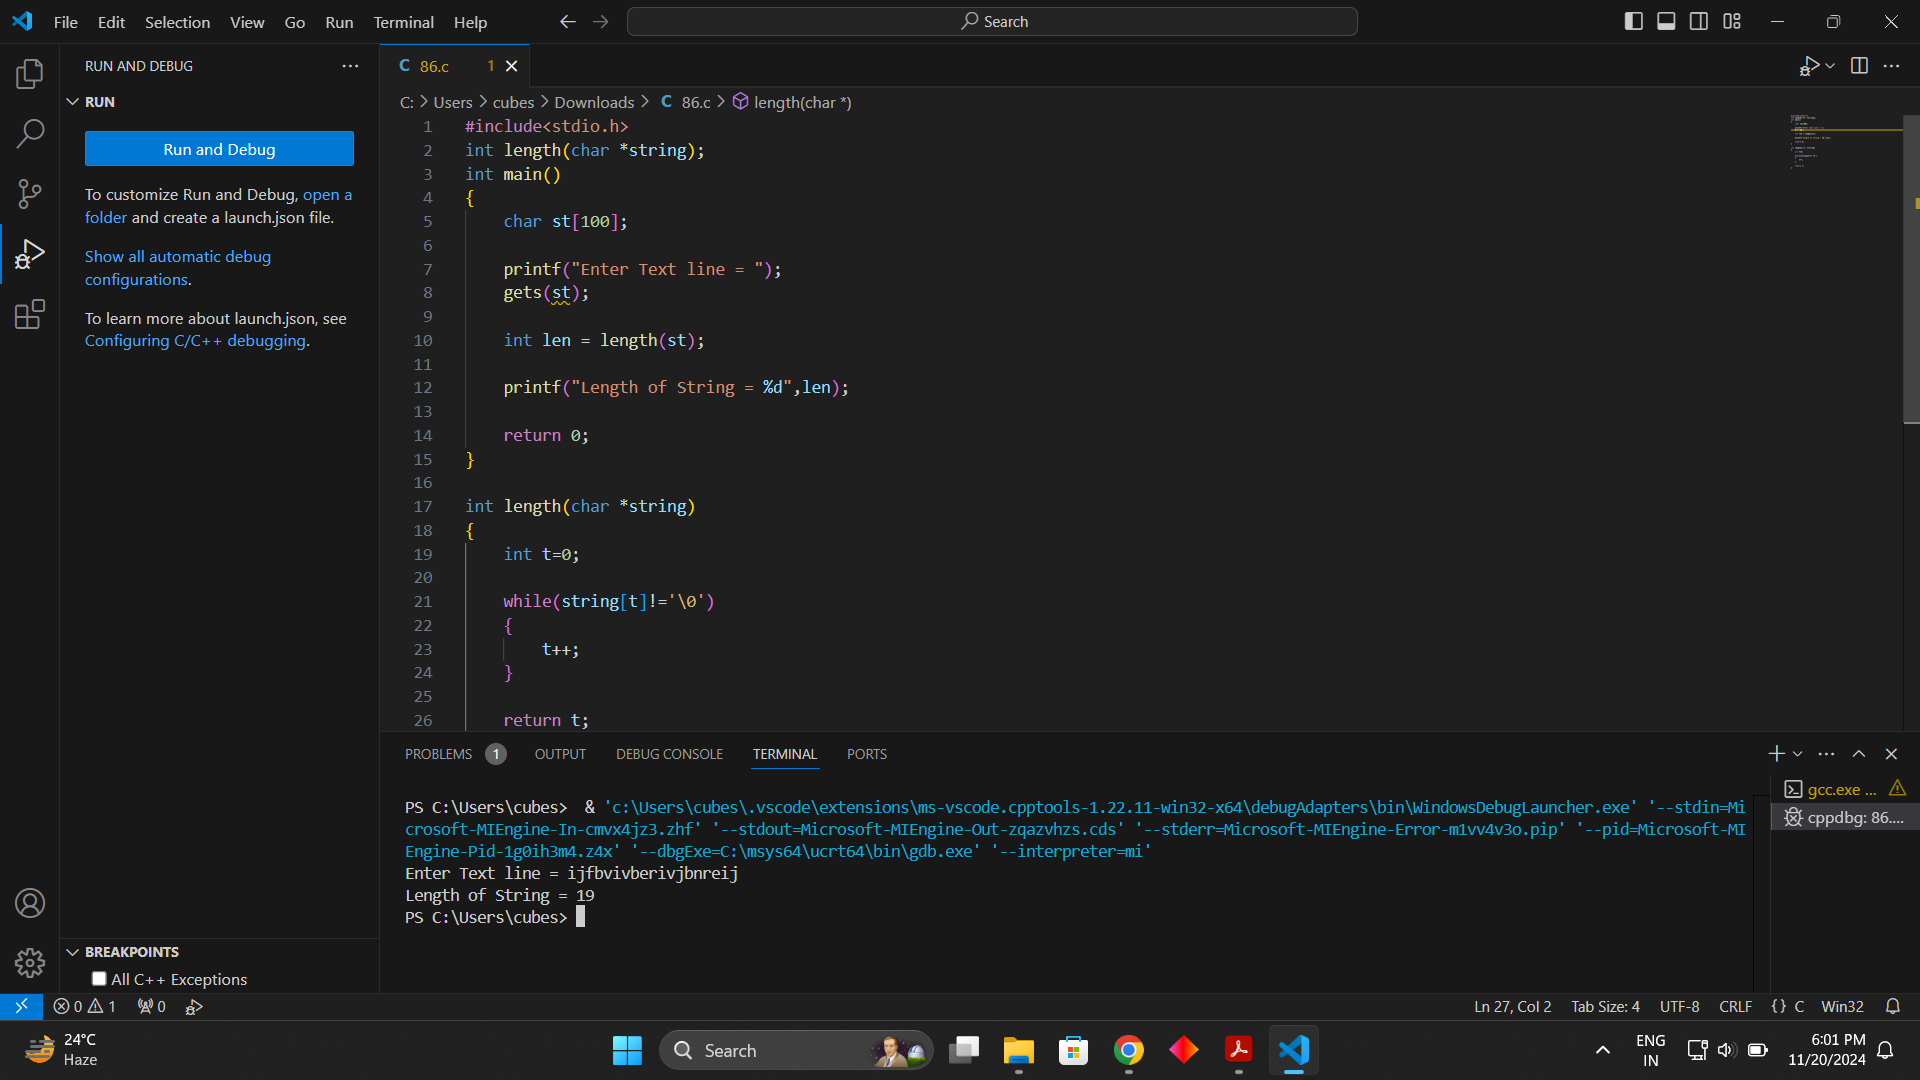 File Edit Selection View Go Run Terminal Help
Search
RUN AND DEBUG
RUN
Run and Debug
To customize Run and Debug, open a
folder and create a launch.json file.
Show all automatic debug
configurations.
To learn more about launch.json, see
Configuring C/C++ debugging.
BREAKPOINTS
All C++ Exceptions
C 86.c 1
C: > Users > cubes > Downloads > C 86.c > length(char *)
1 #include<stdio.h>
2 int length(char *string);
3 int main()
4 {
5 char st[100];
6
7 printf("Enter Text line = ");
8 gets(st);
9
10 int len = length(st);
11
12 printf("Length of String = %d",len);
13
14 return 0;
15 }
16
17 int length(char *string)
18 {
19 int t=0;
20
21 while(string[t]!='\0')
22 {
23 t++;
24 }
25
26 return t;
PROBLEMS 1 OUTPUT DEBUG CONSOLE TERMINAL PORTS
PS C:\Users\cubes>  & 'c:\Users\cubes\.vscode\extensions\ms-vscode.cpptools-1.22.11-win32-x64\debugAdapters\bin\WindowsDebugLauncher.exe' '--stdin=Mi
crosoft-MIEngine-In-cmvx4jz3.zhf' '--stdout=Microsoft-MIEngine-Out-zqazvhzs.cds' '--stderr=Microsoft-MIEngine-Error-m1vv4v3o.pip' '--pid=Microsoft-MI
Engine-Pid-1g0ih3m4.z4x' '--dbgExe=C:\msys64\ucrt64\bin\gdb.exe' '--interpreter=mi'
Enter Text line = ijfbvivberivjbnreij
Length of String = 19
PS C:\Users\cubes>
gcc.exe ...
cppdbg: 86....
0 1 0
Ln 27, Col 2 Tab Size: 4 UTF-8 CRLF {} C Win32
24°C
Haze
Search
ENG
IN
6:01 PM
11/20/2024